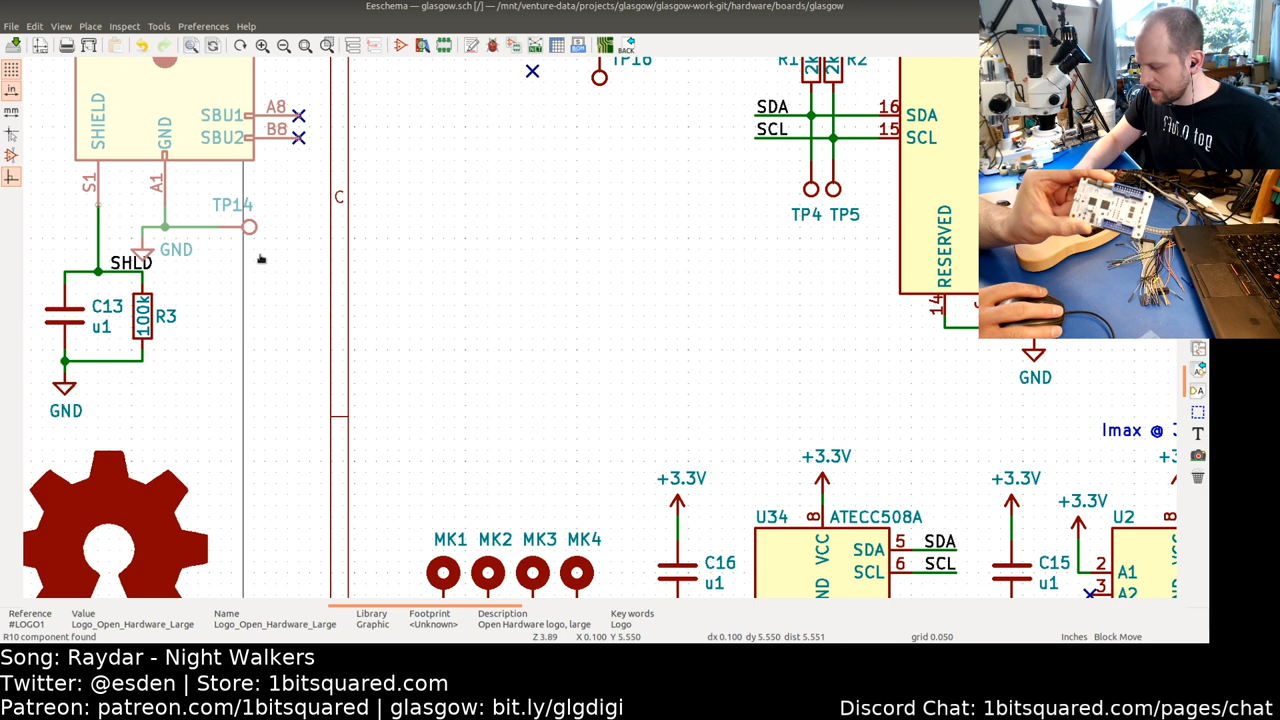 Eeschema — glasgow.sch [/] — /mnt/venture-data/projects/glasgow/glasgow-work-git/hardware/boards/glasgow
File Edit View Place Inspect Tools Preferences Help
BACK
in
mm
SHIELD
GND
SBU1
SBU2
A8
B8
S1
A1
TP14
GND
SHLD
C13
u1
100k
R3
GND
C
TP16
R1
2k
2k
R2
SDA
SCL
16
15
SDA
SCL
TP4 TP5
RESERVED
14
GND
Imax @
MK1 MK2 MK3 MK4
+3.3V
C16
u1
+3.3V
U34
8
ATECC508A
VCC
SDA
SCL
5
6
SDA
SCL
+3.3V
C15
u1
+3.3V
U2
8
2
3
A1
A2
T
Reference Value Name Library Footprint Description Key words
#LOGO1 Logo_Open_Hardware_Large Logo_Open_Hardware_Large Graphic <Unknown> Open Hardware logo, large Logo
R10 component found Z 3.89 X 0.100 Y 5.550 dx 0.100 dy 5.550 dist 5.551 grid 0.050 Inches Block Move
Song: Raydar - Night Walkers
Twitter: @esden | Store: 1bitsquared.com
Patreon: patreon.com/1bitsquared | glasgow: bit.ly/glgdigi
Discord Chat: 1bitsquared.com/pages/chat